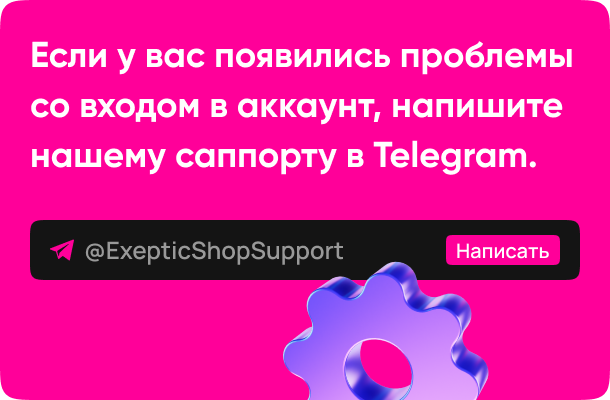 Если у вас появились проблемы
со входом в аккаунт, напишите
нашему саппорту в Telegram.
@ExepticShopSupport
Написать